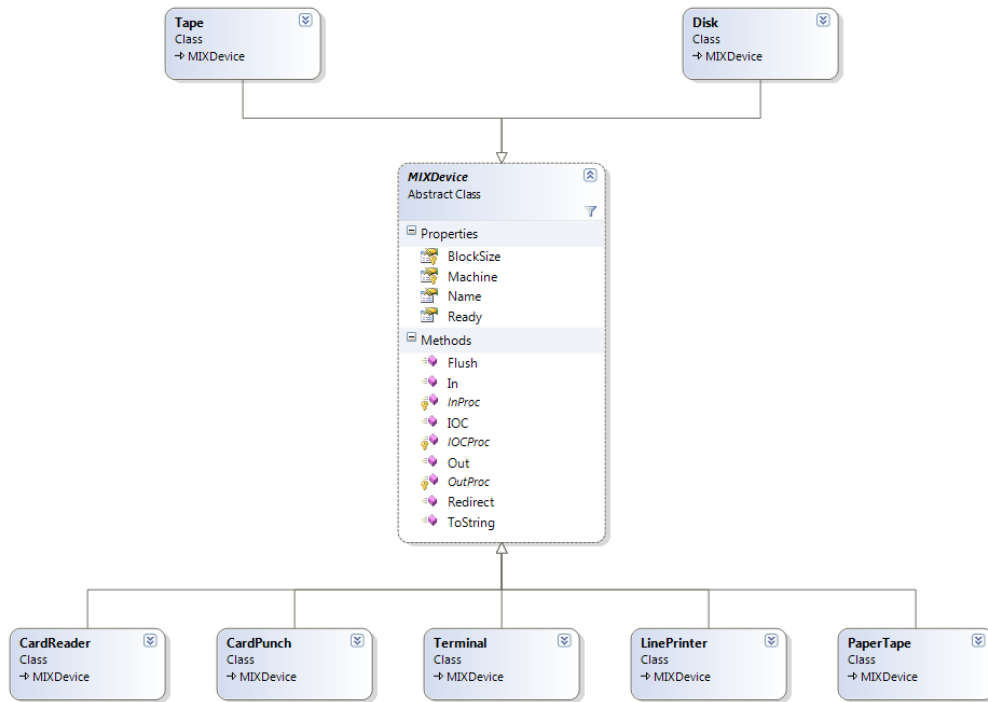 Tape
Class
MIXDevice
Disk
Class
MIXDevice
MIXDevice
Abstract Class
Properties
BlockSize
Machine
Name
Ready
Methods
Flush
In
InProc
IOC
IOCProc
Out
OutProc
Redirect
ToString
CardReader
Class
MIXDevice
CardPunch
Class
MIXDevice
Terminal
Class
MIXDevice
LinePrinter
Class
MIXDevice
PaperTape
Class
MIXDevice